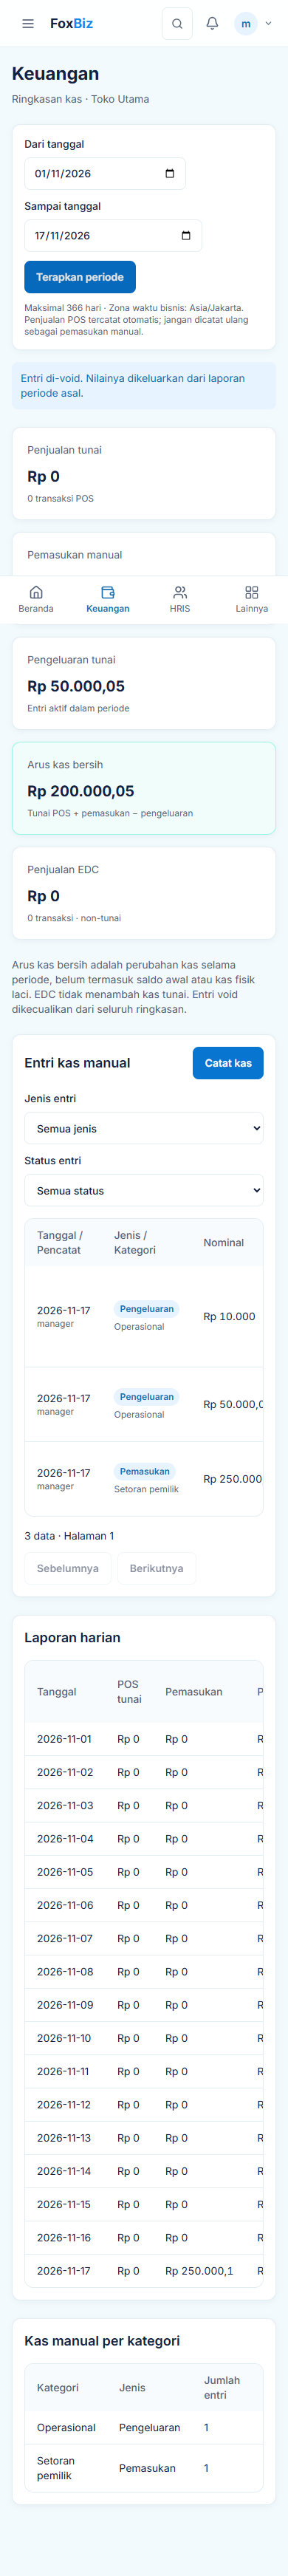 FoxBiz
m
Keuangan
Ringkasan kas · Toko Utama
Dari tanggal
01/11/2026
Sampai tanggal
17/11/2026
Terapkan periode
Maksimal 366 hari · Zona waktu bisnis: Asia/Jakarta.
Penjualan POS tercatat otomatis; jangan dicatat ulang
sebagai pemasukan manual.
Entri di-void. Nilainya dikeluarkan dari laporan
periode asal.
Penjualan tunai
Rp 0
0 transaksi POS
Pemasukan manual
Beranda
Keuangan
HRIS
Lainnya
Pengeluaran tunai
Rp 50.000,05
Entri aktif dalam periode
Arus kas bersih
Rp 200.000,05
Tunai POS + pemasukan − pengeluaran
Penjualan EDC
Rp 0
0 transaksi · non-tunai
Arus kas bersih adalah perubahan kas selama
periode, belum termasuk saldo awal atau kas fisik
laci. EDC tidak menambah kas tunai. Entri void
dikecualikan dari seluruh ringkasan.
Entri kas manual
Catat kas
Jenis entri
Semua jenis
Status entri
Semua status
Tanggal /
Pencatat
Jenis /
Kategori
Nominal
2026-11-17
manager
Pengeluaran
Operasional
Rp 10.000
2026-11-17
manager
Pengeluaran
Operasional
Rp 50.000,0
2026-11-17
manager
Pemasukan
Setoran pemilik
Rp 250.000
3 data · Halaman 1
Sebelumnya
Berikutnya
Laporan harian
Tanggal
POS
tunai
Pemasukan
P
2026-11-01 Rp 0 Rp 0 R
2026-11-02 Rp 0 Rp 0 R
2026-11-03 Rp 0 Rp 0 R
2026-11-04 Rp 0 Rp 0 R
2026-11-05 Rp 0 Rp 0 R
2026-11-06 Rp 0 Rp 0 R
2026-11-07 Rp 0 Rp 0 R
2026-11-08 Rp 0 Rp 0 R
2026-11-09 Rp 0 Rp 0 R
2026-11-10 Rp 0 Rp 0 R
2026-11-11 Rp 0 Rp 0 R
2026-11-12 Rp 0 Rp 0 R
2026-11-13 Rp 0 Rp 0 R
2026-11-14 Rp 0 Rp 0 R
2026-11-15 Rp 0 Rp 0 R
2026-11-16 Rp 0 Rp 0 R
2026-11-17 Rp 0 Rp 250.000,1 R
Kas manual per kategori
Kategori
Jenis
Jumlah
entri
Operasional Pengeluaran 1
Setoran
pemilik
Pemasukan 1